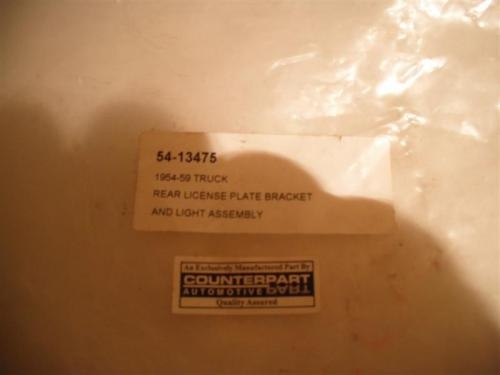 54-13475
1954-59 TRUCK
REAR LICENSE PLATE BRACKET
AND LIGHT ASSEMBLY
An Exclusively Manufactured Part By
COUNTERPART
AUTOMOTIVE
Quality Assured